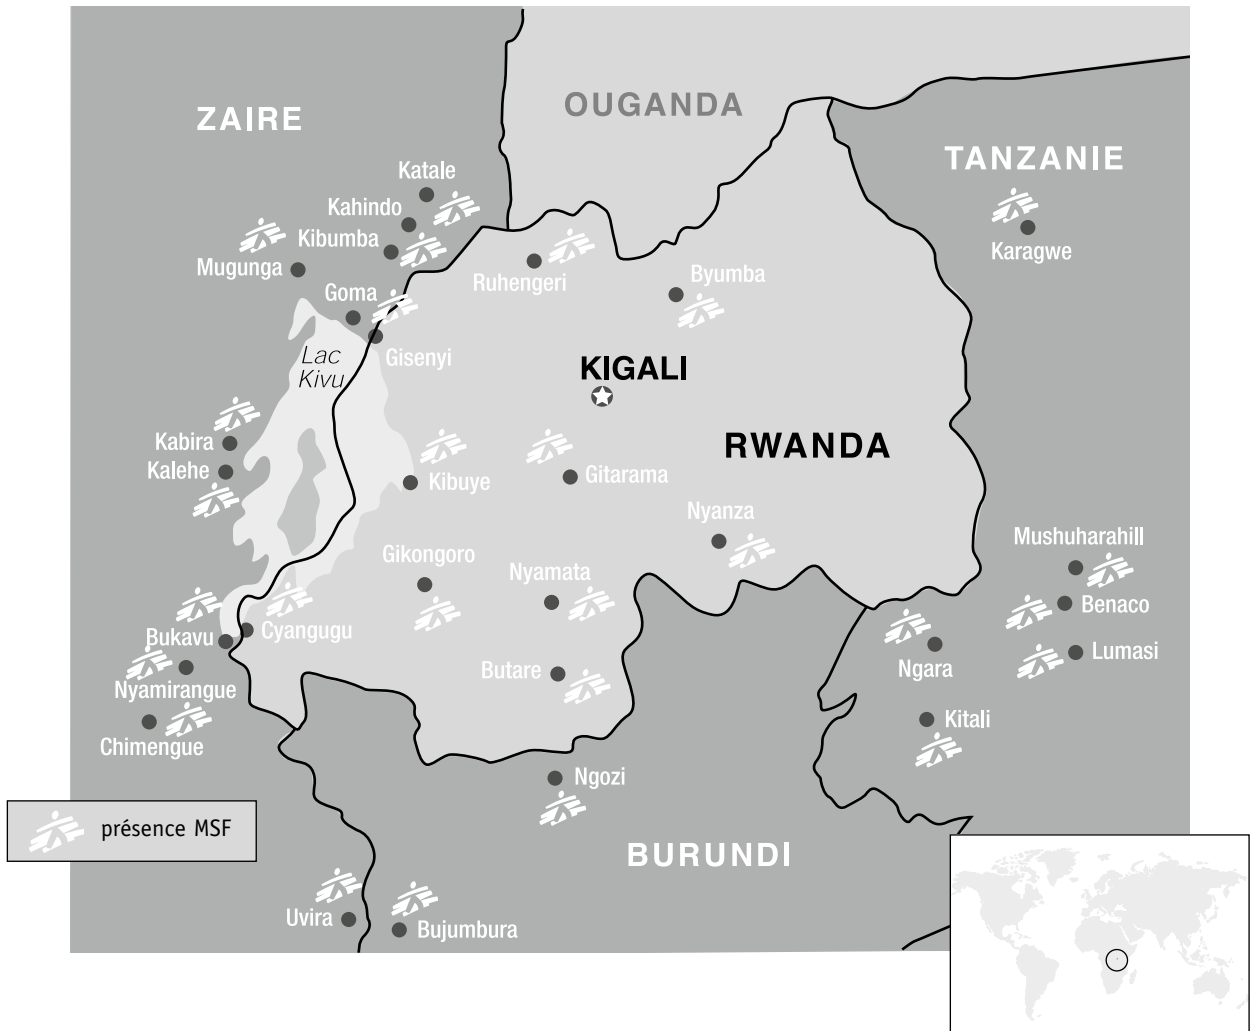 OUGANDA
ZAIRE
TANZANIE
Katale
Kahindo
Kibumba
Mugunga
Karagwe
Ruhengeri
Byumba
Goma
Gisenyi
Lac
Kivu
KIGALI
Kabira
Kalehe
RWANDA
Kibuye
Gitarama
Nyanza
Mushuharahill
Gikongoro
Nyamata
Benaco
Bukavu
Cyangugu
Lumasi
Ngara
Nyamirangue
Butare
Chimengue
Kitali
Ngozi
présence MSF
BURUNDI
Uvira
Bujumbura